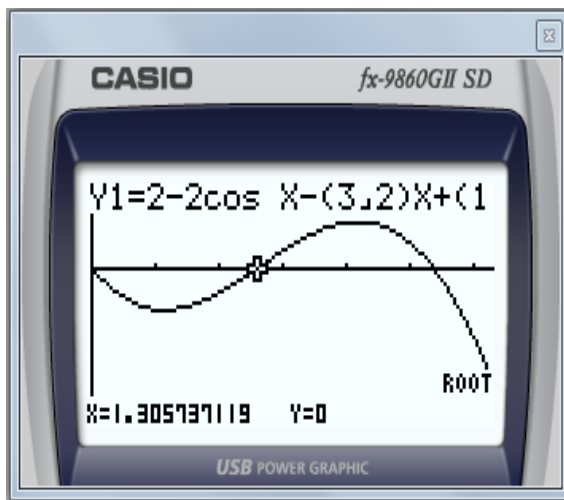 CASIO fx-9860GII SD
Y1=2-2cos X-(3⌟2)X+(1
ROOT
X=1.305737119 Y=0
USB POWER GRAPHIC